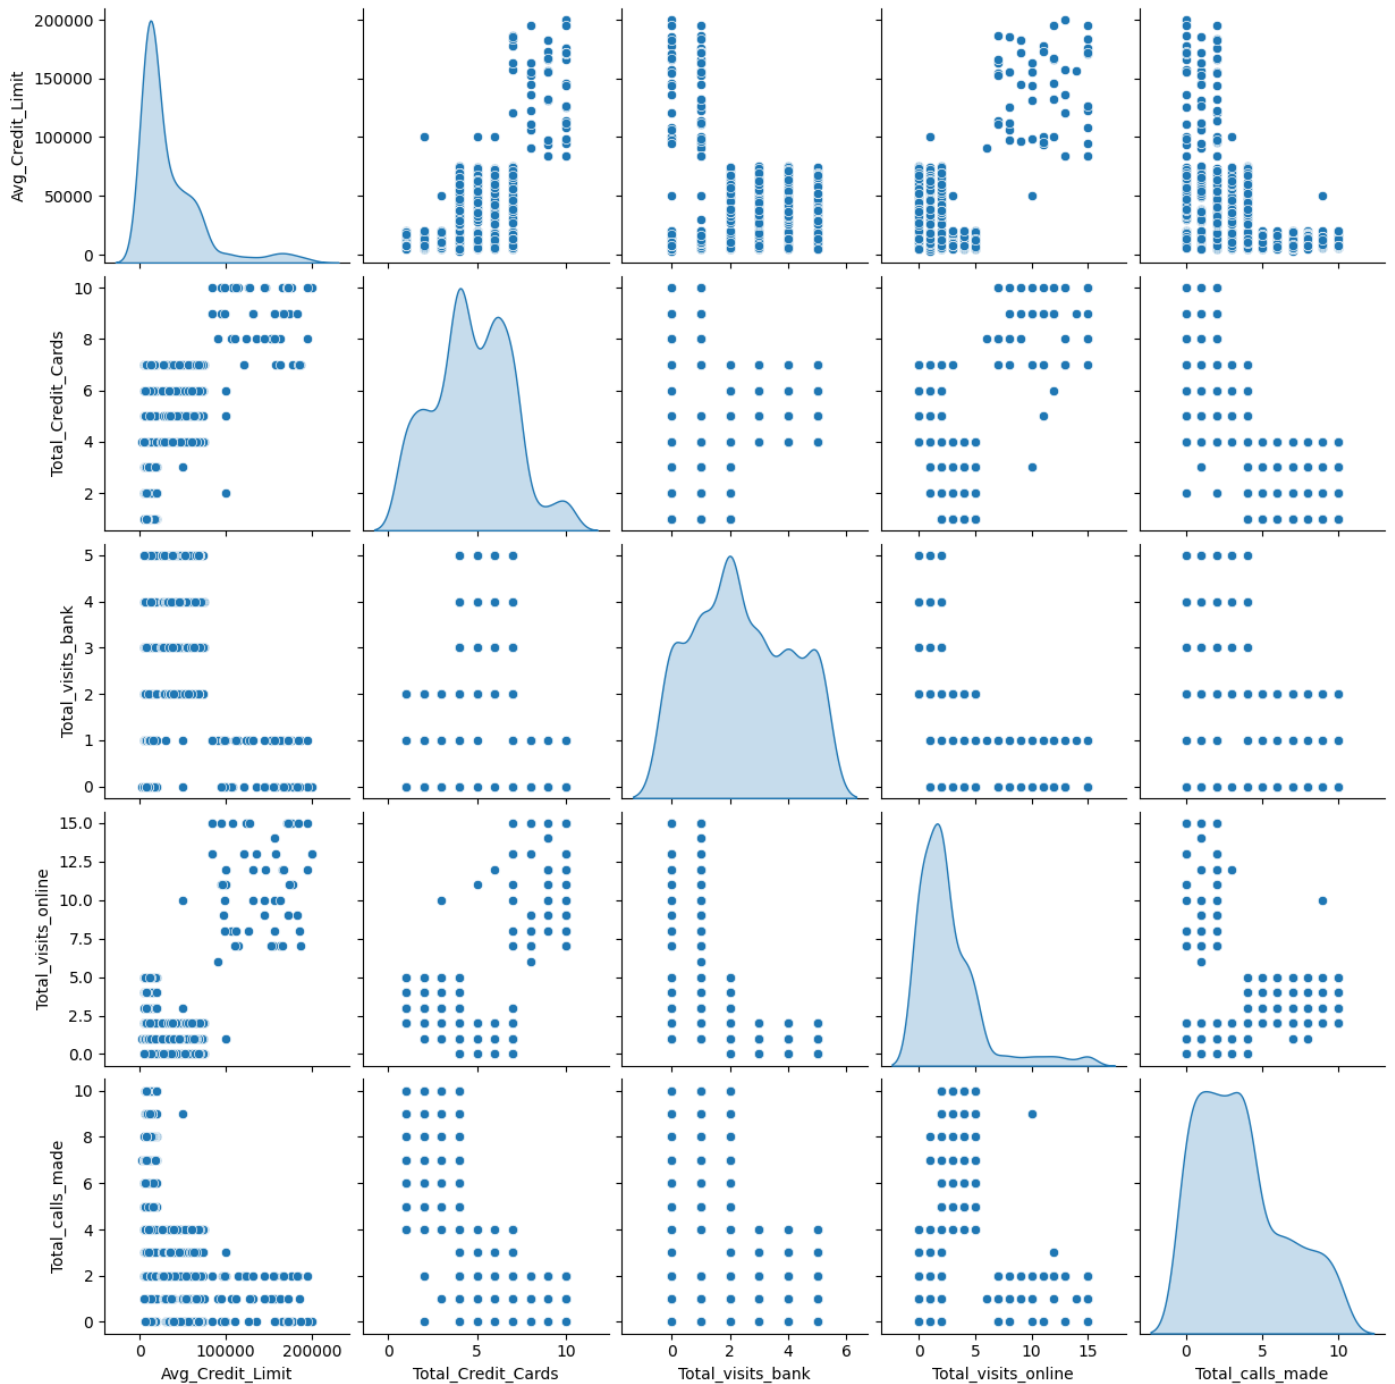 200000
150000
100000
50000
0
Avg_Credit_Limit
10
8
6
4
2
Total_Credit_Cards
5
4
3
2
1
0
Total_visits_bank
15.0
12.5
10.0
7.5
5.0
2.5
0.0
Total_visits_online
10
8
6
4
2
0
Total_calls_made
0 100000 200000
Avg_Credit_Limit
0 5 10
Total_Credit_Cards
0 2 4 6
Total_visits_bank
0 5 10 15
Total_visits_online
0 5 10
Total_calls_made